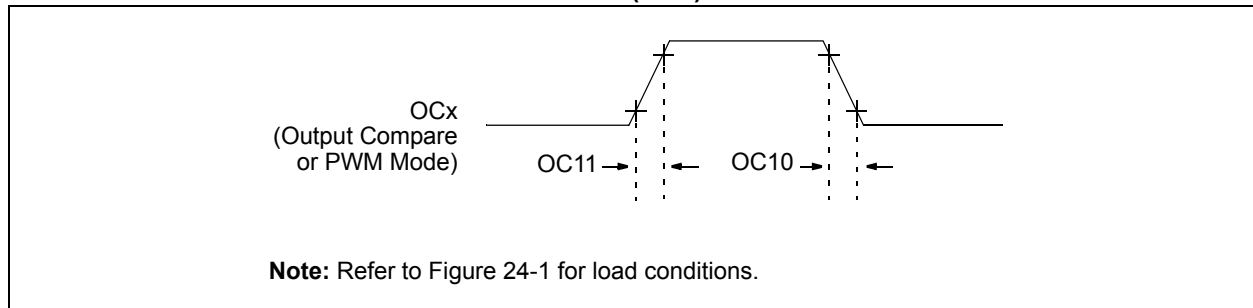 OCx
(Output Compare
or PWM Mode)
OC11
OC10
Note: Refer to Figure 24-1 for load conditions.